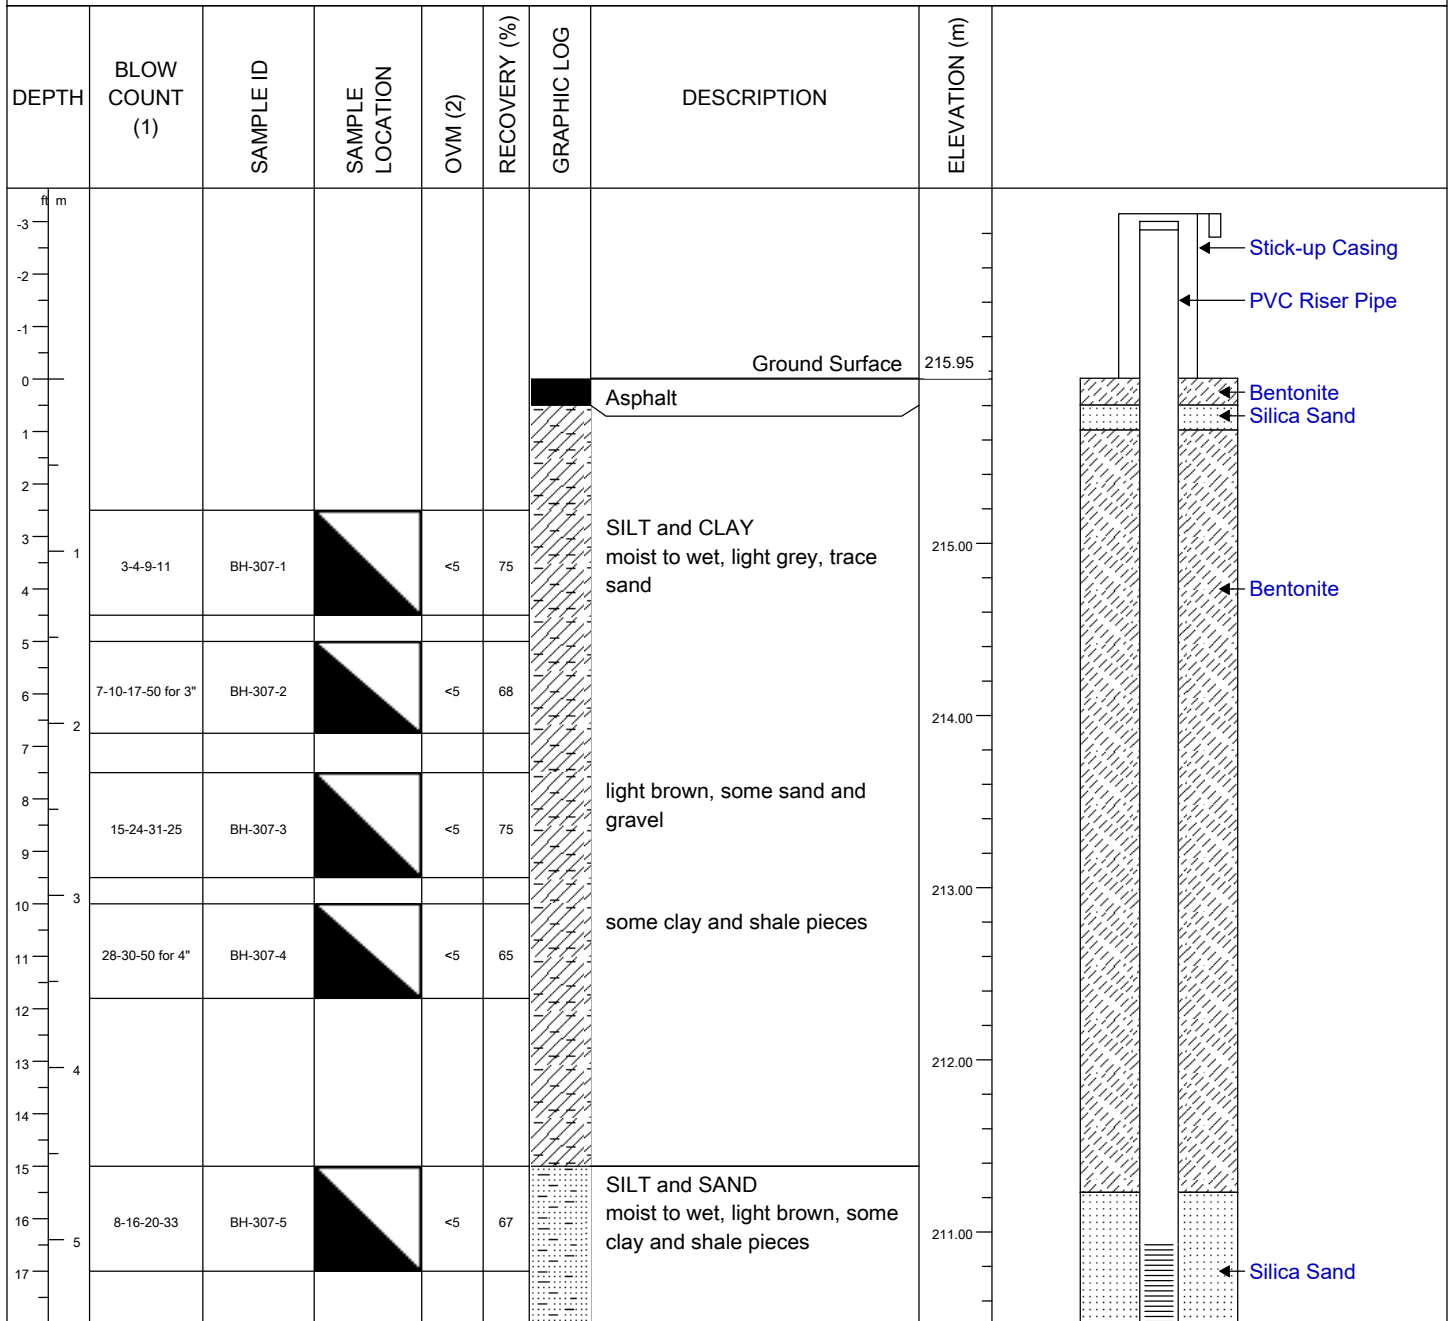 DEPTH
BLOW
COUNT
(1)
SAMPLE ID
SAMPLE
LOCATION
OVM (2)
RECOVERY (%)
GRAPHIC LOG
DESCRIPTION
ELEVATION (m)
ft m
-3
-2
-1
0
1
2
3
4
5
6
7
8
9
10
11
12
13
14
15
16
17
1
2
3
4
5
Ground Surface 215.95
Asphalt
SILT and CLAY
moist to wet, light grey, trace
sand
3-4-9-11 BH-307-1 <5 75
7-10-17-50 for 3" BH-307-2 <5 68
light brown, some sand and
gravel
15-24-31-25 BH-307-3 <5 75
some clay and shale pieces
28-30-50 for 4" BH-307-4 <5 65
SILT and SAND
moist to wet, light brown, some
clay and shale pieces
8-16-20-33 BH-307-5 <5 67
215.00
214.00
213.00
212.00
211.00
Stick-up Casing
PVC Riser Pipe
Bentonite
Silica Sand
Bentonite
Silica Sand